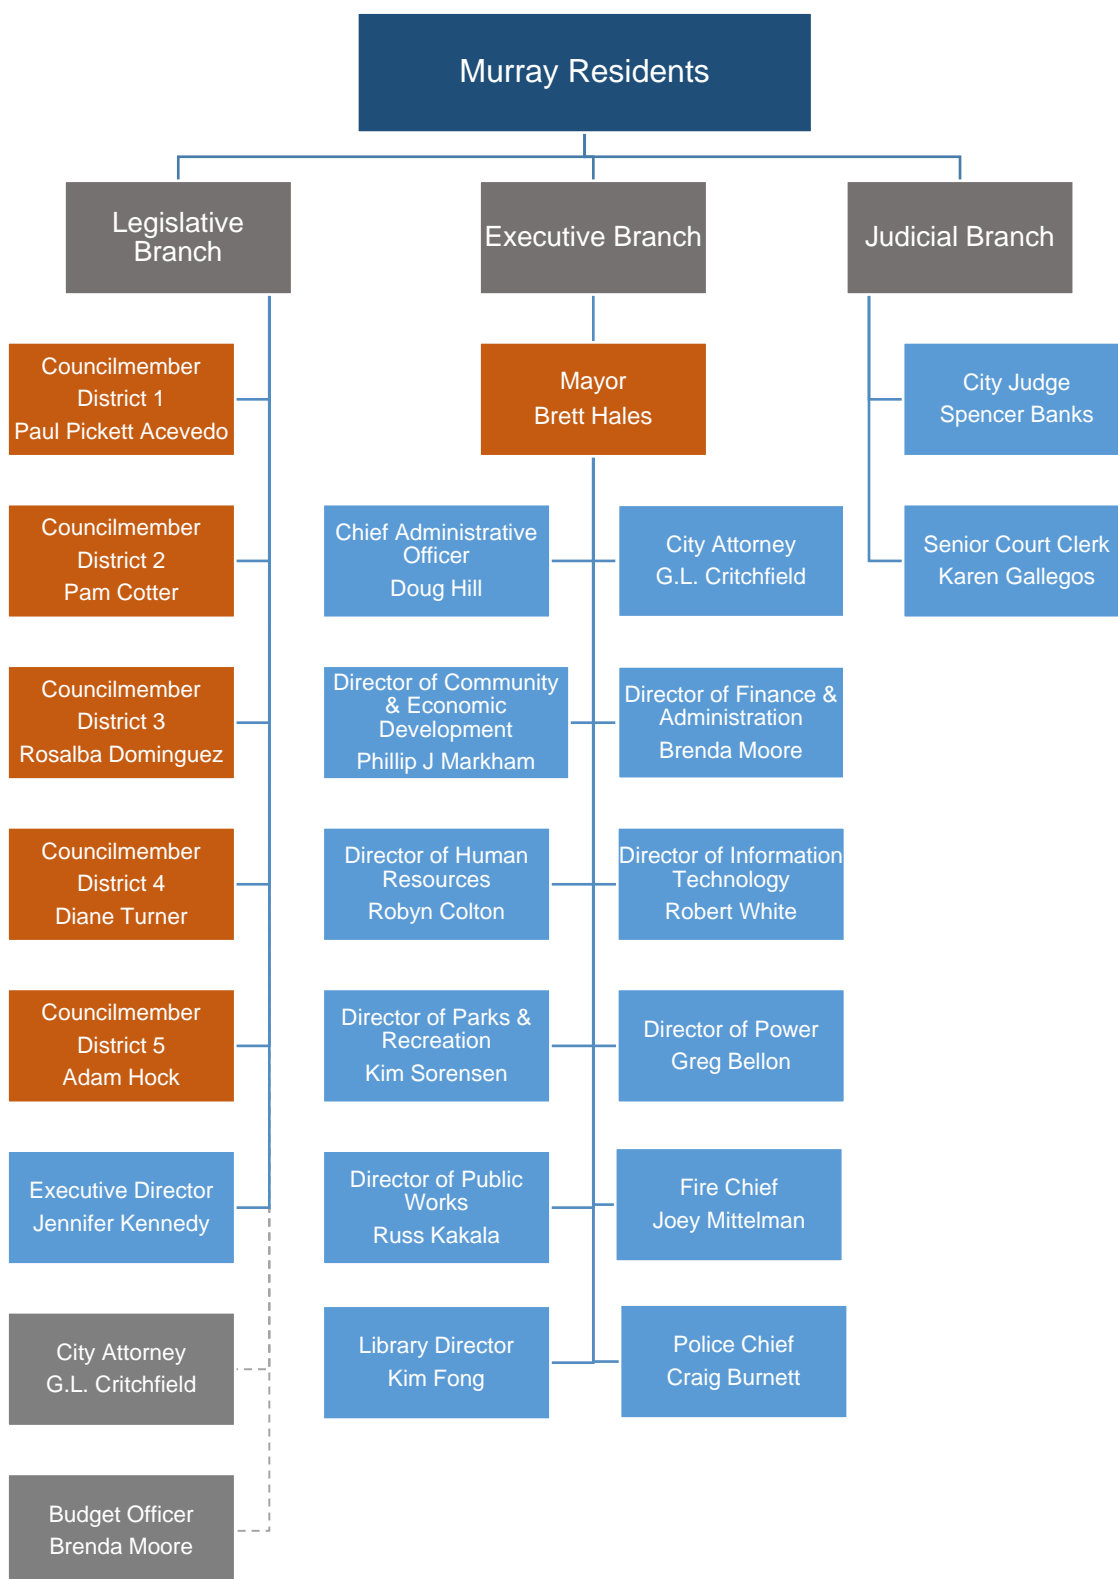 Murray Residents
Legislative
Branch
Executive Branch
Judicial Branch
Councilmember
District 1
Paul Pickett Acevedo
Mayor
Brett Hales
City Judge
Spencer Banks
Councilmember
District 2
Pam Cotter
Chief Administrative
Officer
Doug Hill
City Attorney
G.L. Critchfield
Senior Court Clerk
Karen Gallegos
Councilmember
District 3
Rosalba Dominguez
Director of Community
& Economic
Development
Phillip J Markham
Director of Finance &
Administration
Brenda Moore
Councilmember
District 4
Diane Turner
Director of Human
Resources
Robyn Colton
Director of Information
Technology
Robert White
Councilmember
District 5
Adam Hock
Director of Parks &
Recreation
Kim Sorensen
Director of Power
Greg Bellon
Executive Director
Jennifer Kennedy
Director of Public
Works
Russ Kakala
Fire Chief
Joey Mittelman
City Attorney
G.L. Critchfield
Library Director
Kim Fong
Police Chief
Craig Burnett
Budget Officer
Brenda Moore